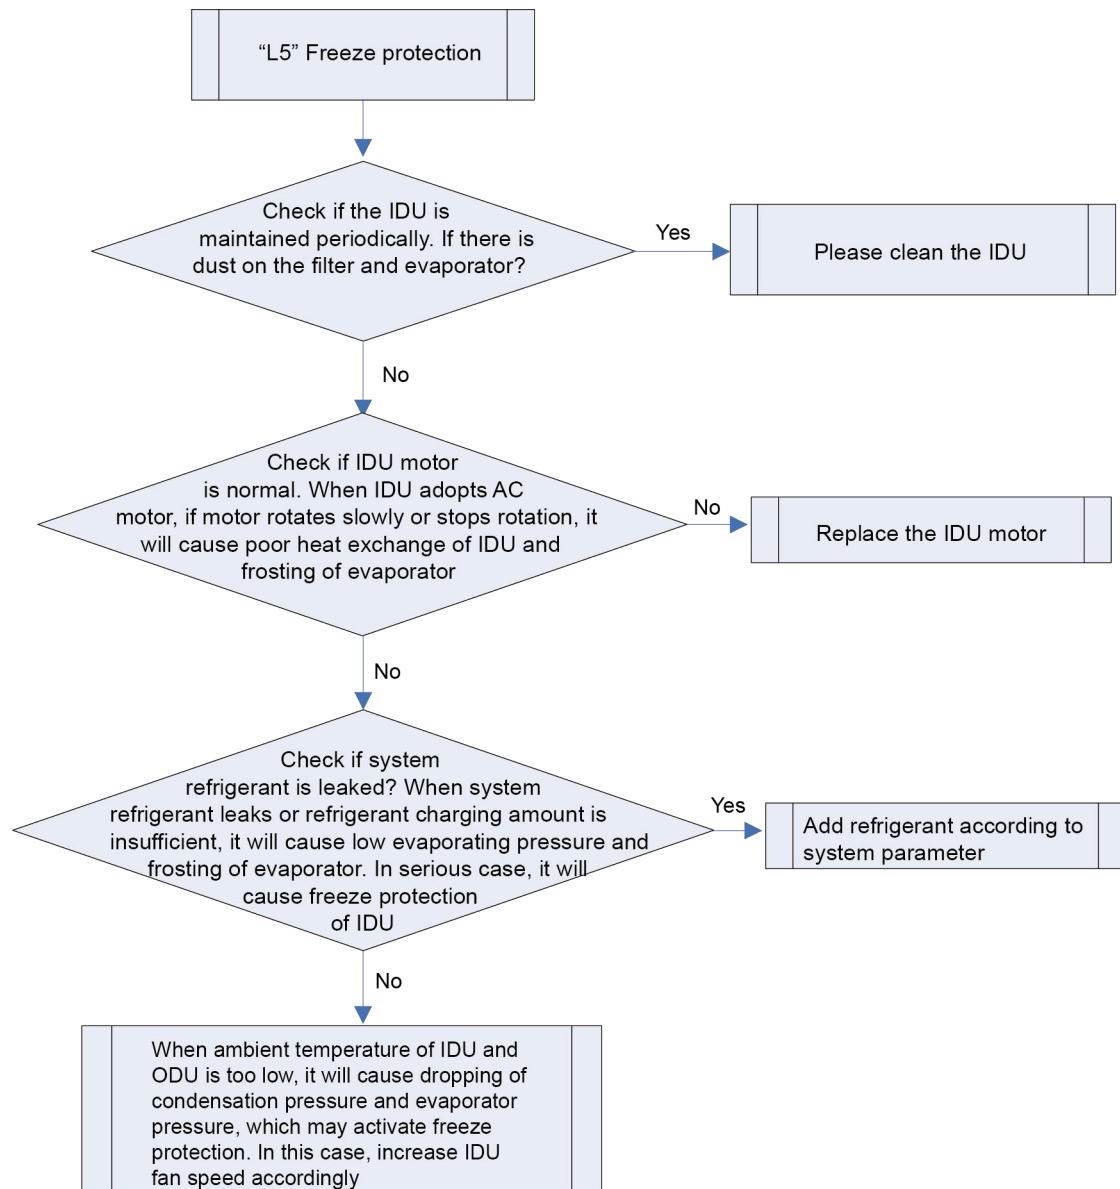 “L5” Freeze protection
Check if the IDU is
maintained periodically. If there is
dust on the filter and evaporator?
Yes
Please clean the IDU
No
Check if IDU motor
is normal. When IDU adopts AC
motor, if motor rotates slowly or stops rotation, it
will cause poor heat exchange of IDU and
frosting of evaporator
No
Replace the IDU motor
No
Check if system
refrigerant is leaked? When system
refrigerant leaks or refrigerant charging amount is
insufficient, it will cause low evaporating pressure and
frosting of evaporator. In serious case, it will
cause freeze protection
of IDU
Yes
Add refrigerant according to
system parameter
No
When ambient temperature of IDU and
ODU is too low, it will cause dropping of
condensation pressure and evaporator
pressure, which may activate freeze
protection. In this case, increase IDU
fan speed accordingly